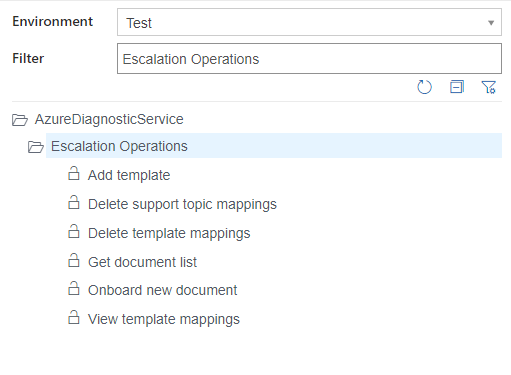 Environment Test
Filter Escalation Operations
AzureDiagnosticService
Escalation Operations
Add template
Delete support topic mappings
Delete template mappings
Get document list
Onboard new document
View template mappings